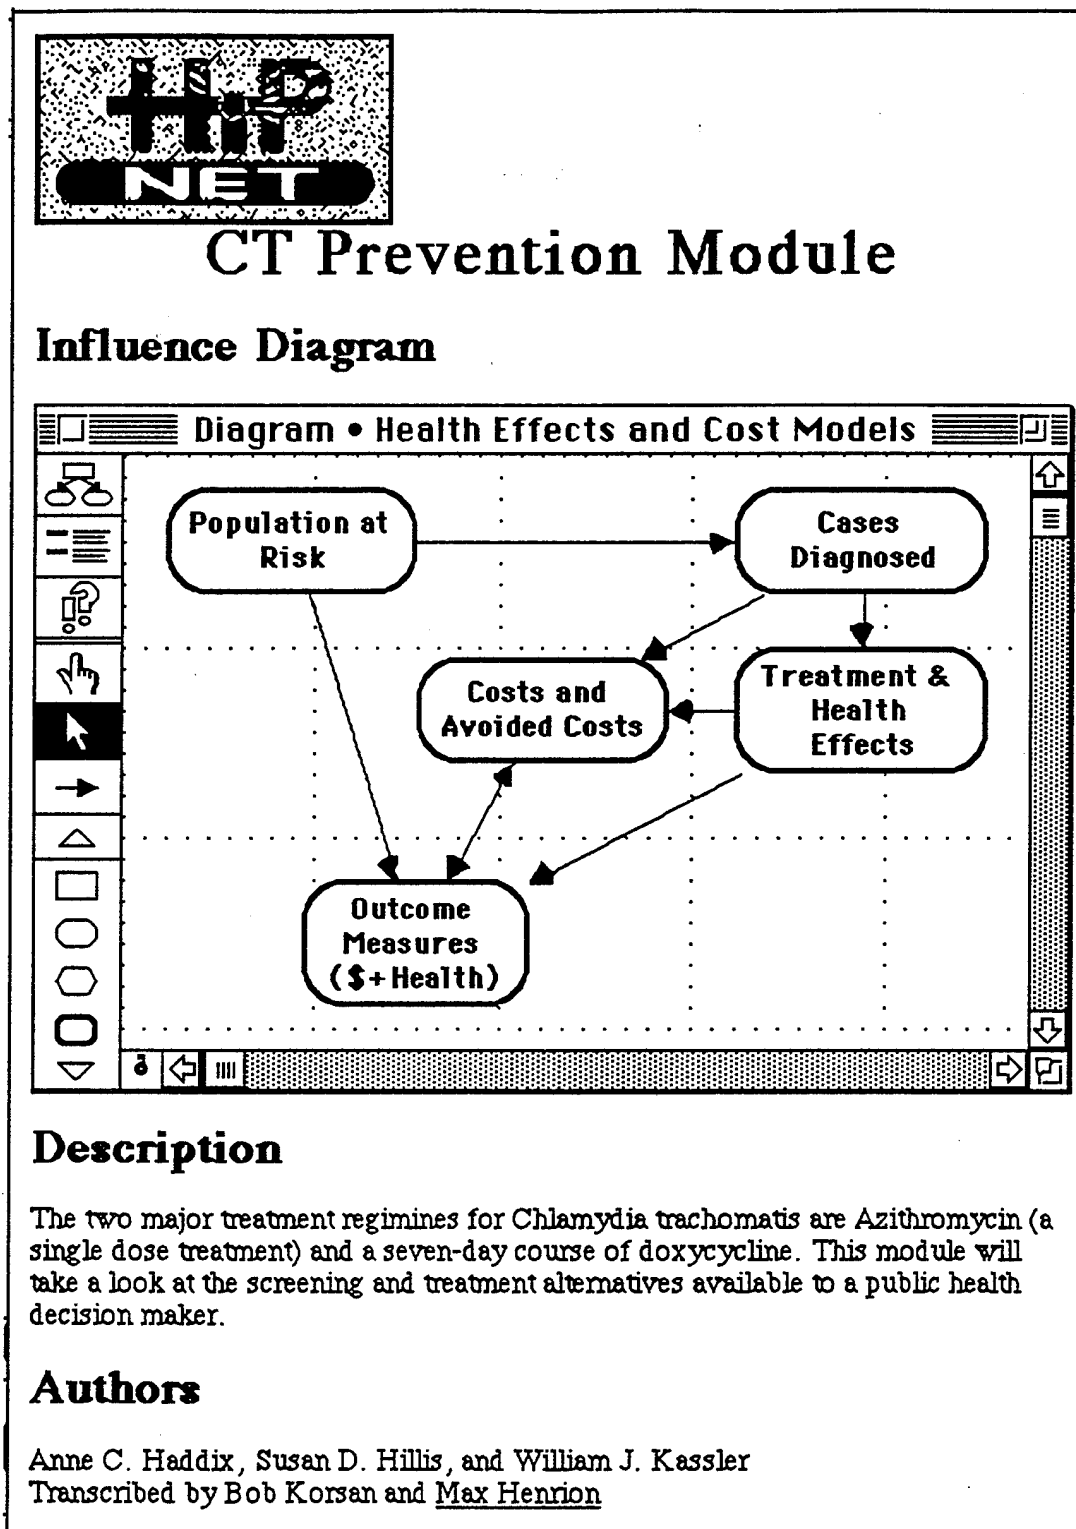 HiP
NET
CT Prevention Module
Influence Diagram
Diagram • Health Effects and Cost Models
Population at
Risk
Cases
Diagnosed
Costs and
Avoided Costs
Treatment &
Health
Effects
Outcome
Measures
($+Health)
Description
The two major treatment regimines for Chlamydia trachomatis are Azithromycin (a
single dose treatment) and a seven-day course of doxycycline. This module will
take a look at the screening and treatment alternatives available to a public health
decision maker.
Authors
Anne C. Haddix, Susan D. Hillis, and William J. Kassler
Transcribed by Bob Korsan and Max Henrion